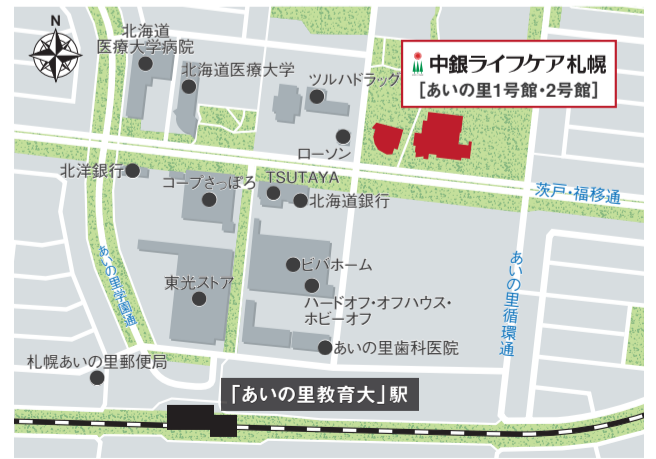 N
北海道
医療大学病院
北海道医療大学
ツルハドラッグ
中銀ライフケア札幌
[あいの里1号館・2号館]
ローソン
北洋銀行
コープさっぽろ
TSUTAYA
北海道銀行
茨戸・福移通
あいの里学園通
ビバホーム
あいの里循環通
東光ストア
ハードオフ・オフハウス・
ホビーオフ
あいの里歯科医院
札幌あいの里郵便局
「あいの里教育大」駅